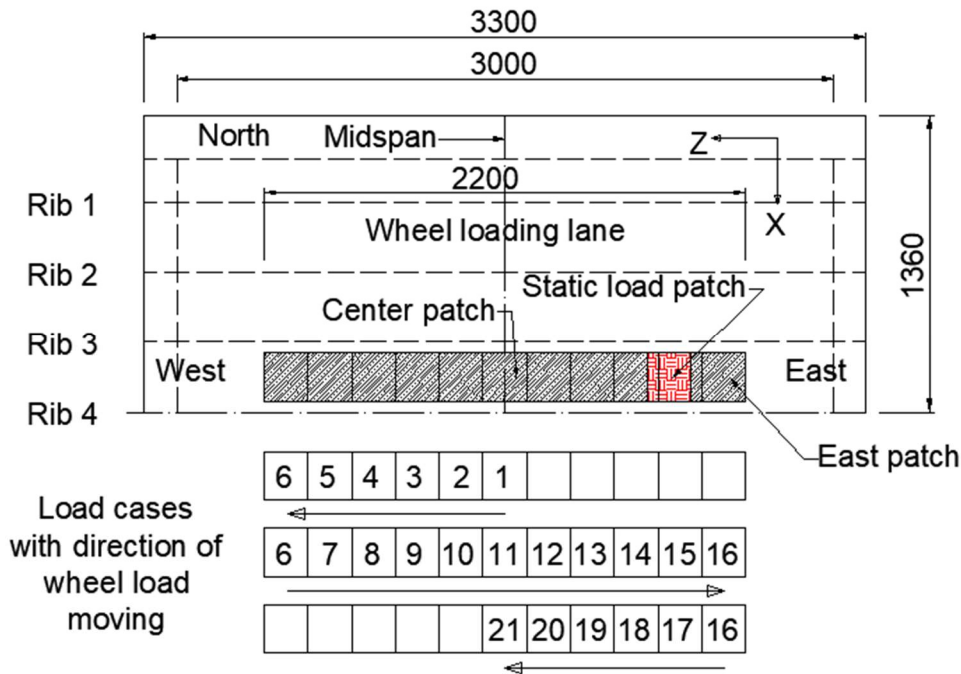 3300
3000
North
Midspan
Z
2200
X
Rib 1
Wheel loading lane
Rib 2
Static load patch
Center patch
1360
Rib 3
West
East
Rib 4
East patch
Load cases
with direction of
wheel load
moving
6 5 4 3 2 1
6 7 8 9 10 11 12 13 14 15 16
21 20 19 18 17 16